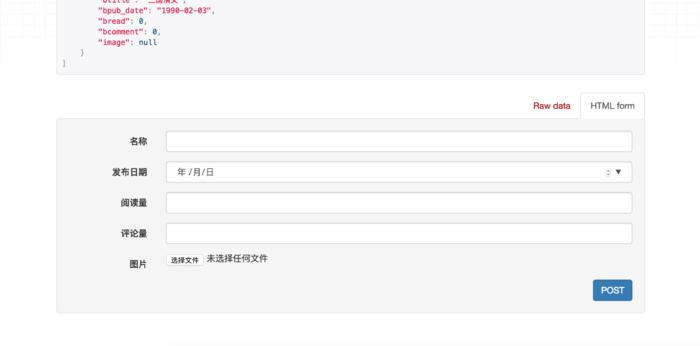 "bpub_date": "1990-02-03",
"bread": 0,
"bcomment": 0,
"image": null
}
]
Raw data
HTML form
名称
发布日期
年 /月/日
阅读量
评论量
图片
选择文件 未选择任何文件
POST